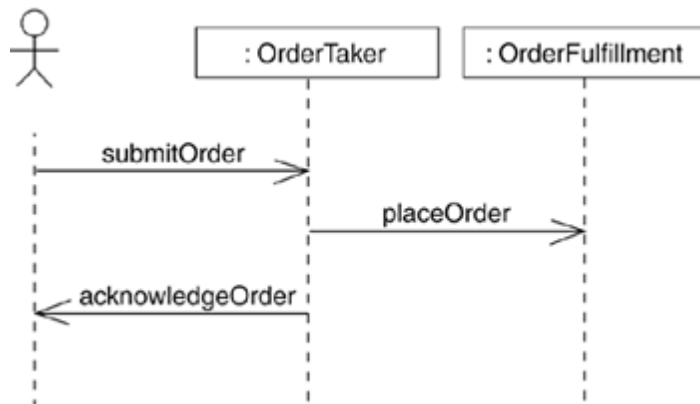 : OrderTaker
: OrderFulfillment
submitOrder
placeOrder
acknowledgeOrder